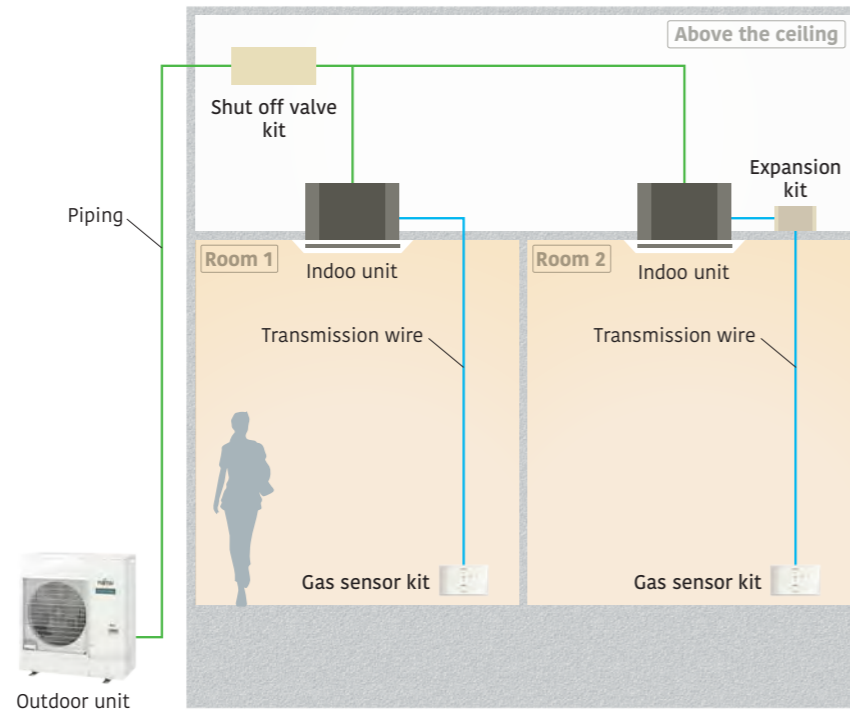 Above the ceiling
Shut off valve
kit
Expansion
kit
Piping
Room 1
Indoo unit
Room 2
Indoo unit
Transmission wire
Transmission wire
Gas sensor kit
Gas sensor kit
Outdoor unit